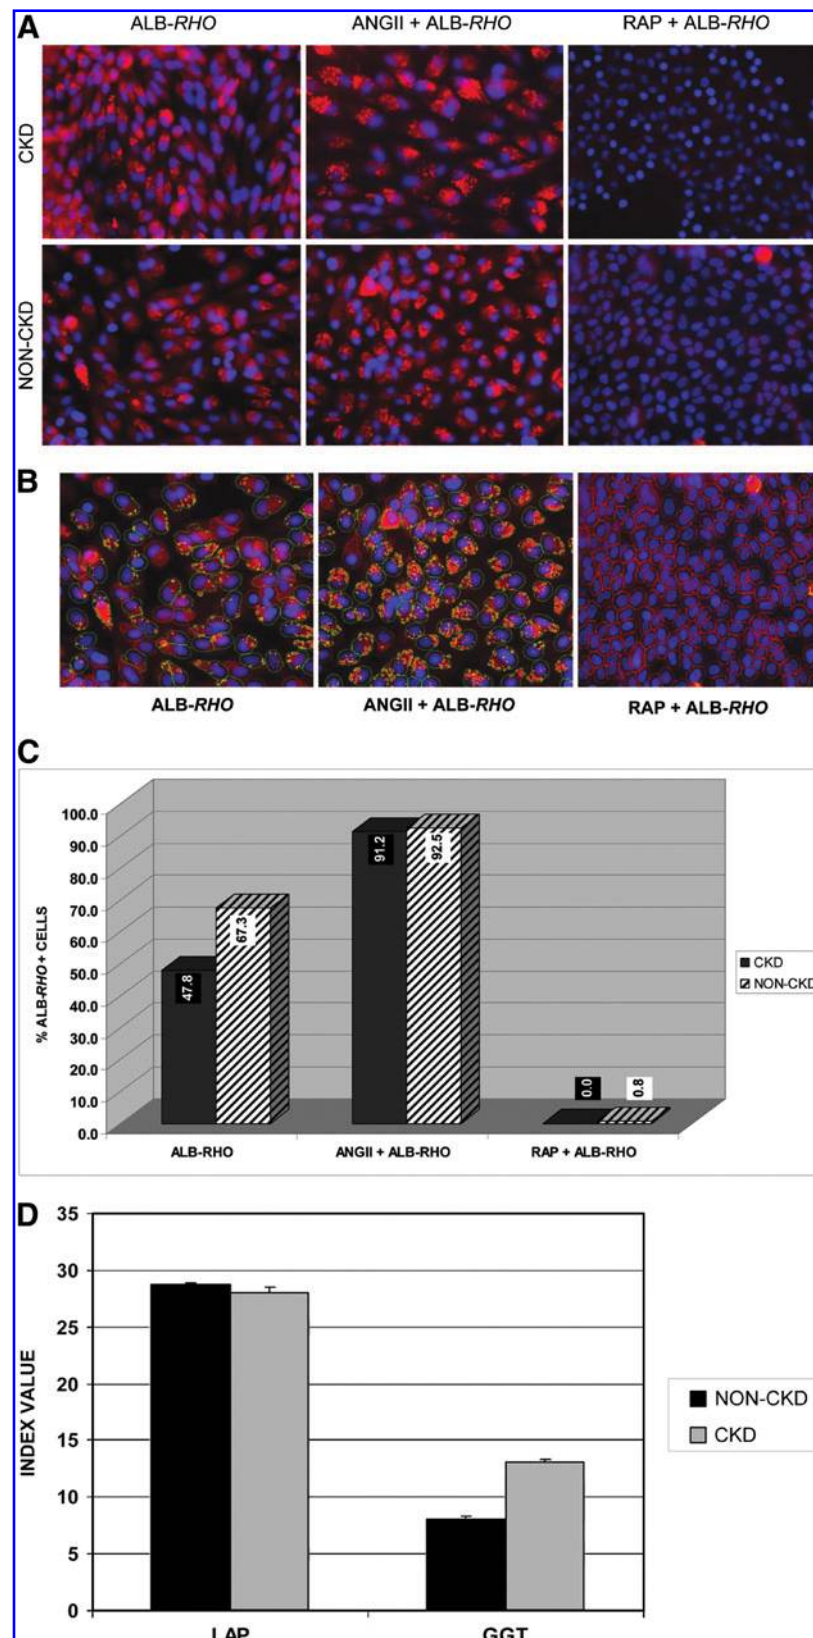 A
ALB-RHO
ANGII + ALB-RHO
RAP + ALB-RHO
CKD
NON-CKD
B
ALB-RHO
ANGII + ALB-RHO
RAP + ALB-RHO
C
% ALB-RHO + CELLS
100.0
90.0
80.0
70.0
60.0
50.0
40.0
30.0
20.0
10.0
0.0
47.8
67.3
91.2
92.5
0.0
0.8
ALB-RHO
ANGII + ALB-RHO
RAP + ALB-RHO
CKD
NON-CKD
D
INDEX VALUE
35
30
25
20
15
10
5
0
LAP
GGT
NON-CKD
CKD